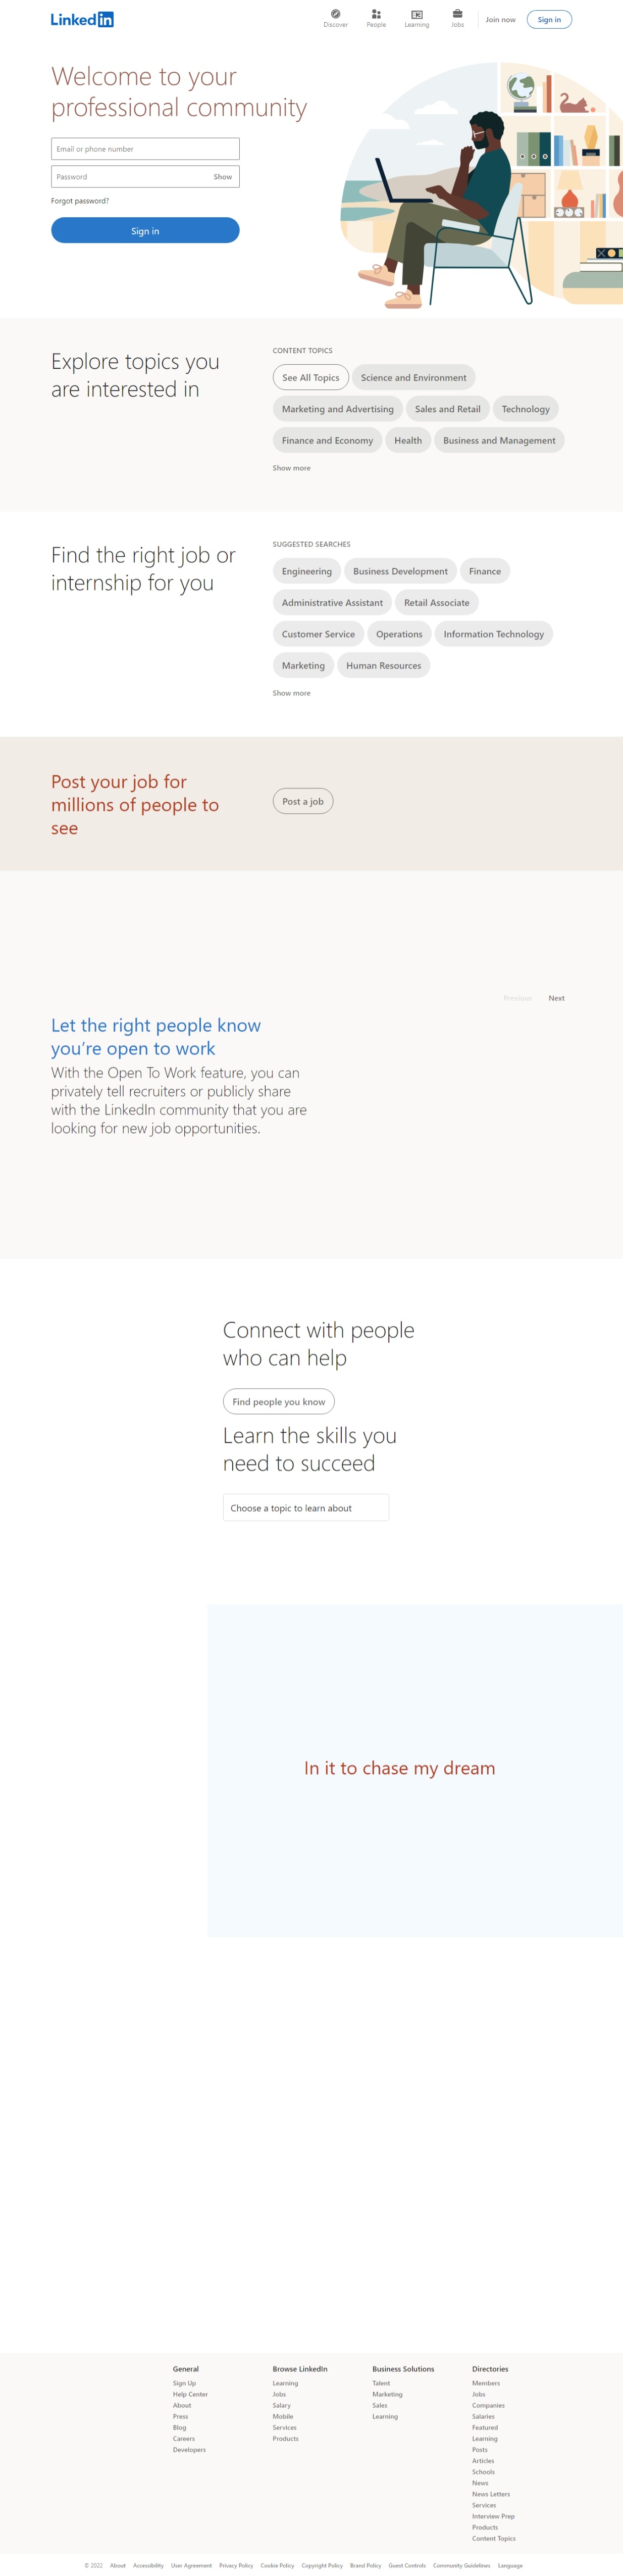 LinkedIn
Discover
People
Learning
Jobs
Join now
Sign in
Welcome to your
professional community
Email or phone number
Password
Show
Forgot password?
Sign in
Explore topics you
are interested in
CONTENT TOPICS
See All Topics
Science and Environment
Marketing and Advertising
Sales and Retail
Technology
Finance and Economy
Health
Business and Management
Show more
Find the right job or
internship for you
SUGGESTED SEARCHES
Engineering
Business Development
Finance
Administrative Assistant
Retail Associate
Customer Service
Operations
Information Technology
Marketing
Human Resources
Show more
Post your job for
millions of people to
see
Post a job
Previous
Next
Let the right people know
you're open to work
With the Open To Work feature, you can
privately tell recruiters or publicly share
with the LinkedIn community that you are
looking for new job opportunities.
Connect with people
who can help
Find people you know
Learn the skills you
need to succeed
Choose a topic to learn about
In it to chase my dream
General
Sign Up
Help Center
About
Press
Blog
Careers
Developers
Browse LinkedIn
Learning
Jobs
Salary
Mobile
Services
Products
Business Solutions
Talent
Marketing
Sales
Learning
Directories
Members
Jobs
Companies
Salaries
Featured
Learning
Posts
Articles
Schools
News
News Letters
Services
Interview Prep
Products
Content Topics
© 2022 About Accessibility User Agreement Privacy Policy Cookie Policy Copyright Policy Brand Policy Guest Controls Community Guidelines Language